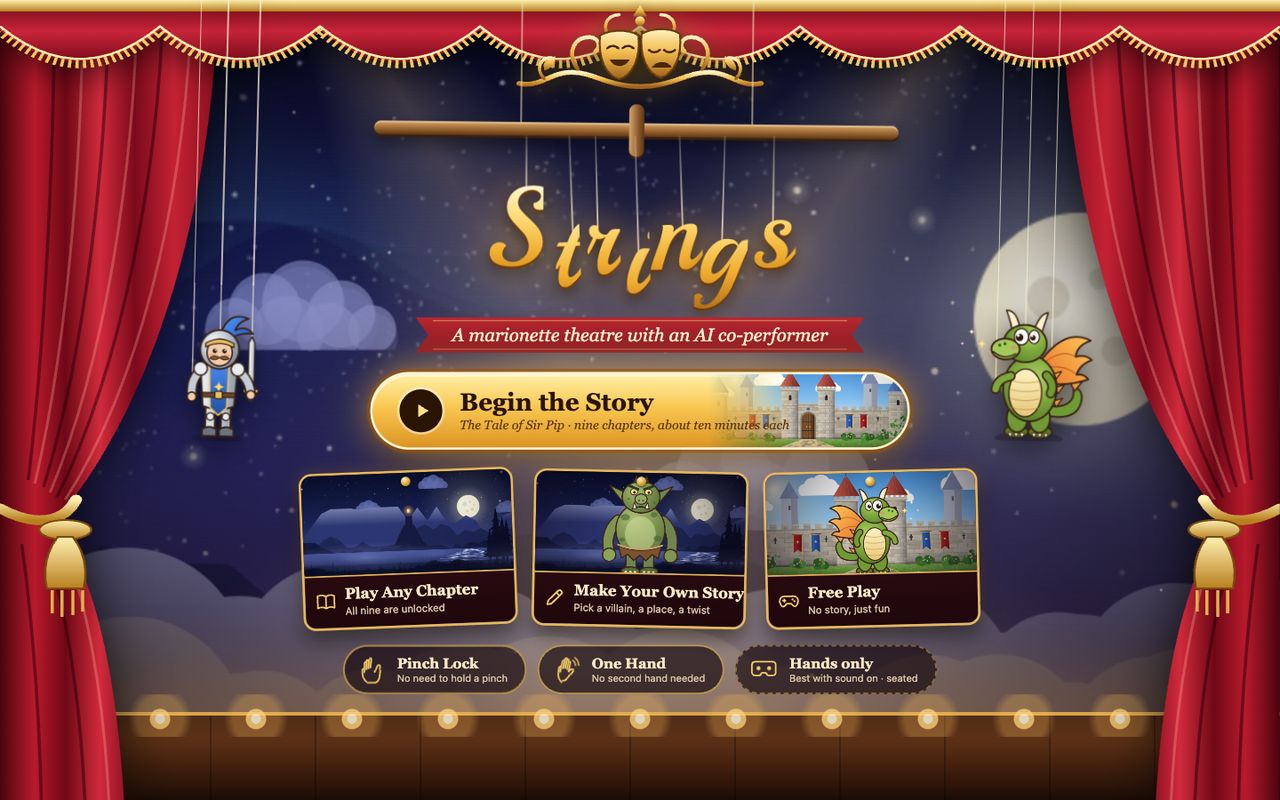 Strings
A marionette theatre with an AI co-performer
Begin the Story
The Tale of Sir Pip · nine chapters, about ten minutes each
Play Any Chapter
All nine are unlocked
Make Your Own Story
Pick a villain, a place, a twist
Free Play
No story, just fun
Pinch Lock
No need to hold a pinch
One Hand
No second hand needed
Hands only
Best with sound on · seated